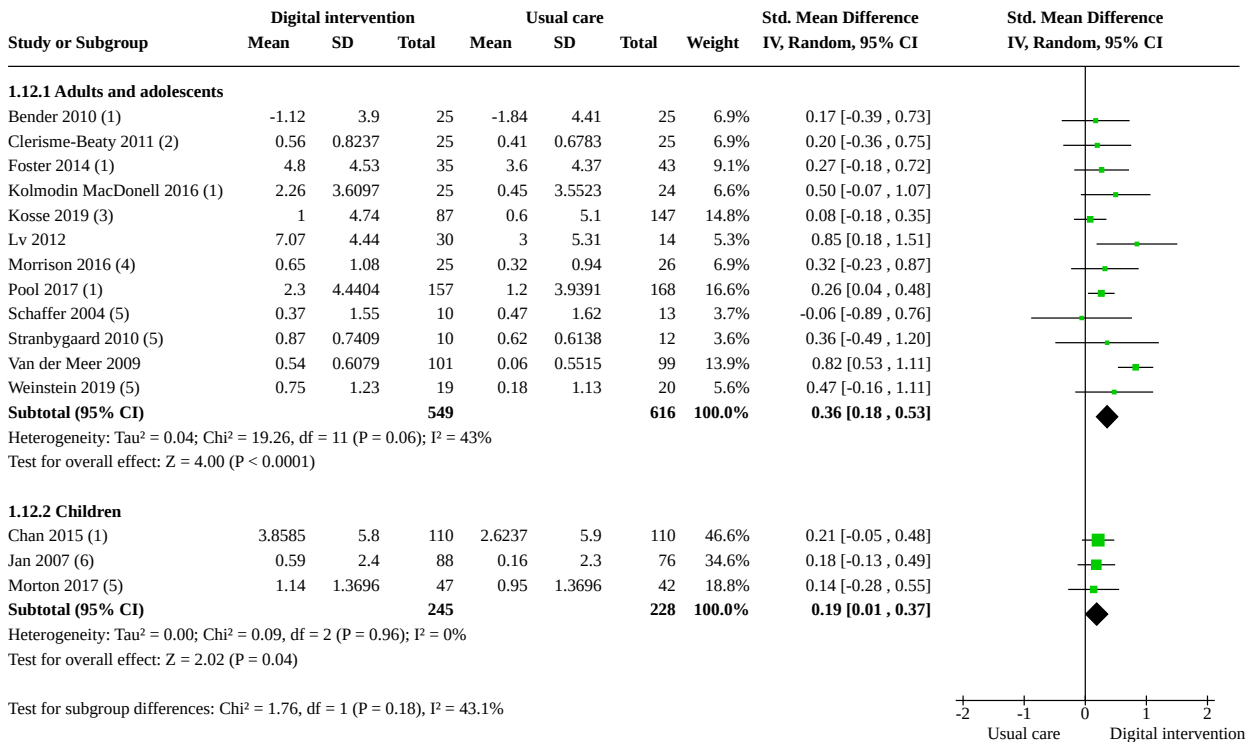 Digital intervention Usual care Std. Mean Difference Std. Mean Difference
Study or Subgroup Mean SD Total Mean SD Total Weight IV, Random, 95% CI IV, Random, 95% CI
1.12.1 Adults and adolescents
Bender 2010 (1) -1.12 3.9 25 -1.84 4.41 25 6.9% 0.17 [-0.39 , 0.73]
Clerisme-Beaty 2011 (2) 0.56 0.8237 25 0.41 0.6783 25 6.9% 0.20 [-0.36 , 0.75]
Foster 2014 (1) 4.8 4.53 35 3.6 4.37 43 9.1% 0.27 [-0.18 , 0.72]
Kolmodin MacDonell 2016 (1) 2.26 3.6097 25 0.45 3.5523 24 6.6% 0.50 [-0.07 , 1.07]
Kosse 2019 (3) 1 4.74 87 0.6 5.1 147 14.8% 0.08 [-0.18 , 0.35]
Lv 2012 7.07 4.44 30 3 5.31 14 5.3% 0.85 [0.18 , 1.51]
Morrison 2016 (4) 0.65 1.08 25 0.32 0.94 26 6.9% 0.32 [-0.23 , 0.87]
Pool 2017 (1) 2.3 4.4404 157 1.2 3.9391 168 16.6% 0.26 [0.04 , 0.48]
Schaffer 2004 (5) 0.37 1.55 10 0.47 1.62 13 3.7% -0.06 [-0.89 , 0.76]
Stranbygaard 2010 (5) 0.87 0.7409 10 0.62 0.6138 12 3.6% 0.36 [-0.49 , 1.20]
Van der Meer 2009 0.54 0.6079 101 0.06 0.5515 99 13.9% 0.82 [0.53 , 1.11]
Weinstein 2019 (5) 0.75 1.23 19 0.18 1.13 20 5.6% 0.47 [-0.16 , 1.11]
Subtotal (95% CI) 549 616 100.0% 0.36 [0.18 , 0.53]
Heterogeneity: Tau² = 0.04; Chi² = 19.26, df = 11 (P = 0.06); I² = 43%
Test for overall effect: Z = 4.00 (P < 0.0001)
1.12.2 Children
Chan 2015 (1) 3.8585 5.8 110 2.6237 5.9 110 46.6% 0.21 [-0.05 , 0.48]
Jan 2007 (6) 0.59 2.4 88 0.16 2.3 76 34.6% 0.18 [-0.13 , 0.49]
Morton 2017 (5) 1.14 1.3696 47 0.95 1.3696 42 18.8% 0.14 [-0.28 , 0.55]
Subtotal (95% CI) 245 228 100.0% 0.19 [0.01 , 0.37]
Heterogeneity: Tau² = 0.00; Chi² = 0.09, df = 2 (P = 0.96); I² = 0%
Test for overall effect: Z = 2.02 (P = 0.04)
Test for subgroup differences: Chi² = 1.76, df = 1 (P = 0.18), I² = 43.1%
-2 -1 0 1 2
Usual care Digital intervention